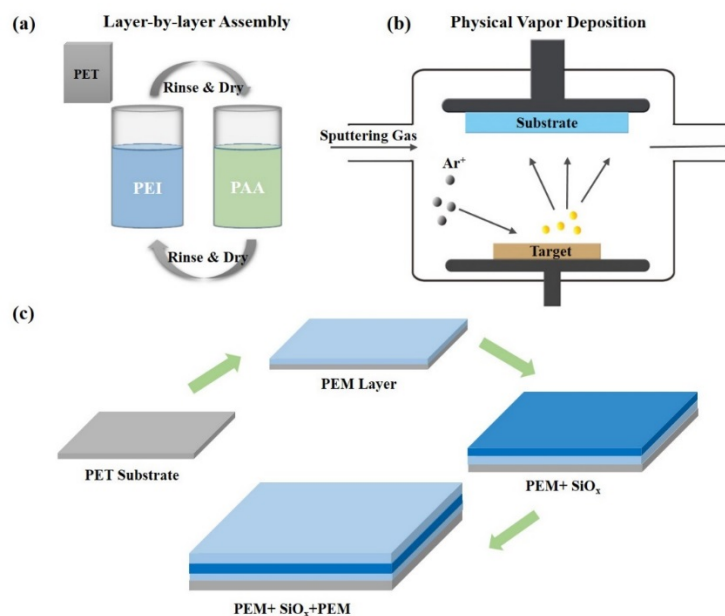 (a)
Layer-by-layer Assembly
PET
Rinse & Dry
PEI
PAA
Rinse & Dry
(b)
Physical Vapor Deposition
Substrate
Sputtering Gas
Ar⁺
Target
(c)
PEM Layer
PET Substrate
PEM+ SiOₓ
PEM+ SiOₓ+PEM